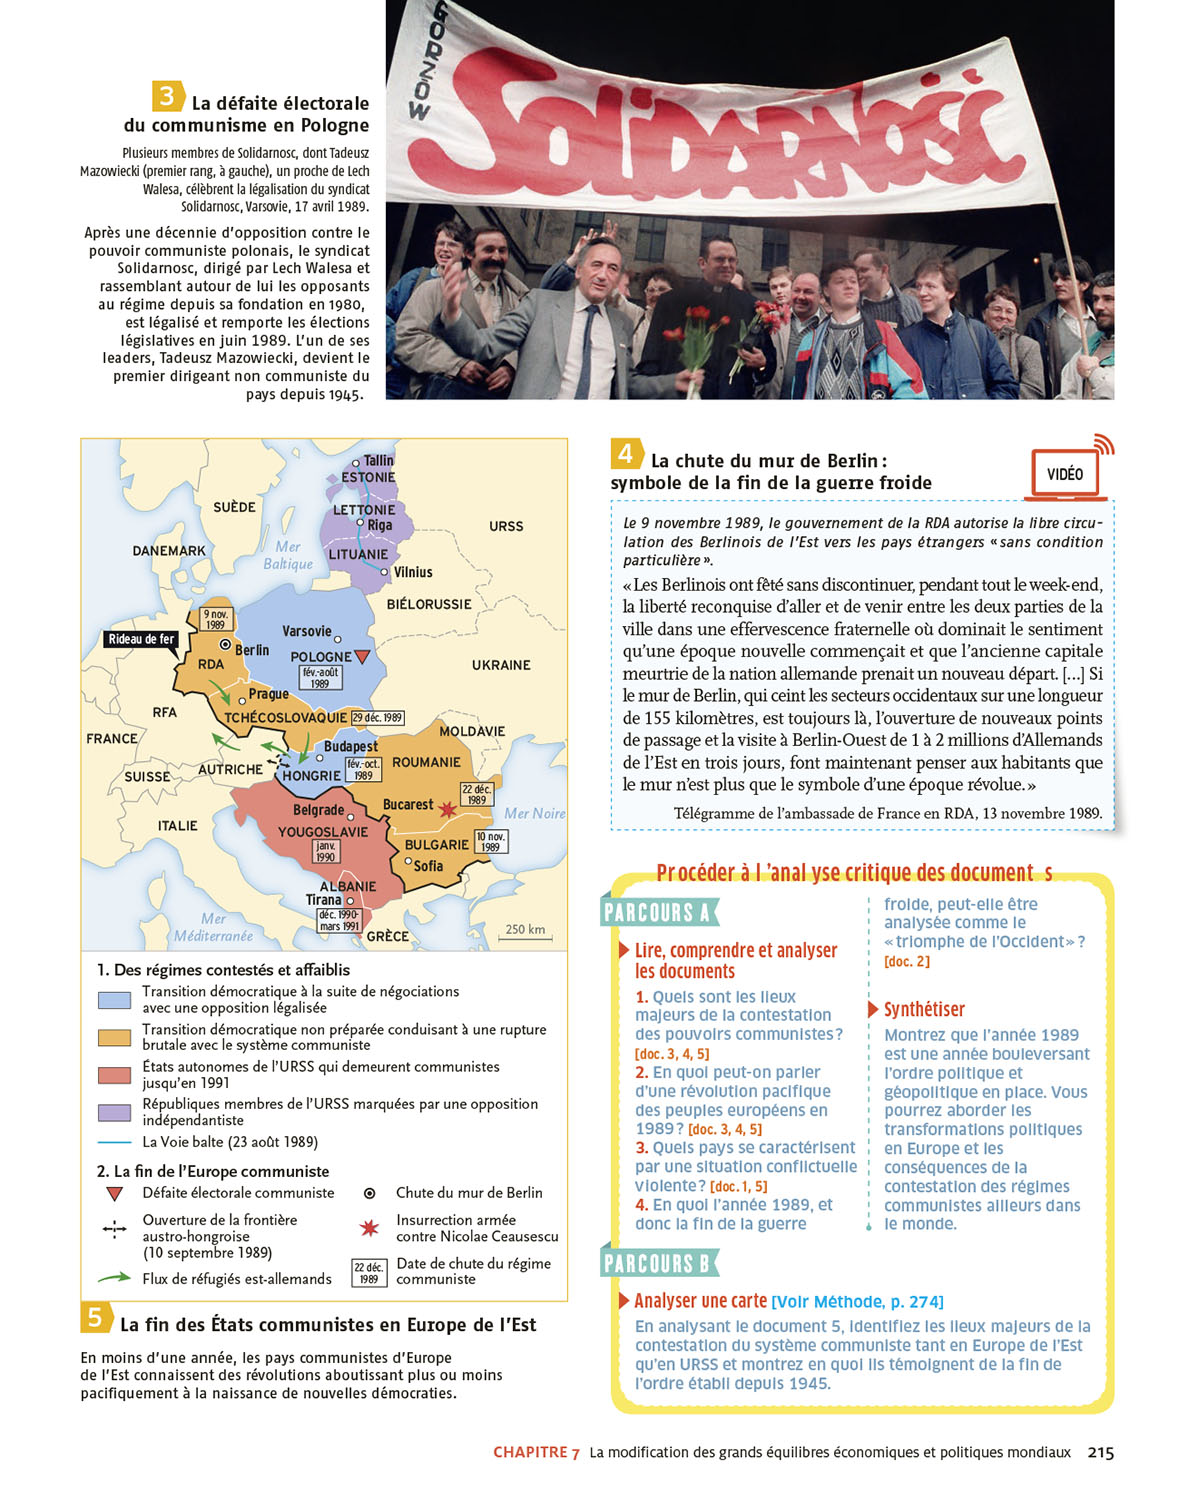 3 La défaite électorale
du communisme en Pologne
Plusieurs membres de Solidarnosc, dont Tadeusz
Mazowiecki (premier rang, à gauche), un proche de Lech
Walesa, célèbrent la légalisation du syndicat
Solidarnosc, Varsovie, 17 avril 1989.
Après une décennie d'opposition contre le
pouvoir communiste polonais, le syndicat
Solidarnosc, dirigé par Lech Walesa et
rassemblant autour de lui les opposants
au régime depuis sa fondation en 1980,
est légalisé et remporte les élections
législatives en juin 1989. L'un de ses
leaders, Tadeusz Mazowiecki, devient le
premier dirigeant non communiste du
pays depuis 1945.
GORZOW
SOLIDARNOŚĆ
Tallin
ESTONIE
SUÈDE
LETTONIE
Riga
URSS
DANEMARK
Mer
Baltique
LITUANIE
Vilnius
BIÉLORUSSIE
9 nov.
1989
Rideau de fer
Varsovie
Berlin
POLOGNE
RDA
fév.-août
1989
UKRAINE
Prague
RFA
TCHÉCOSLOVAQUIE
29 déc. 1989
FRANCE
MOLDAVIE
Budapest
SUISSE
AUTRICHE
HONGRIE
fév.-oct.
1989
ROUMANIE
22 déc.
1989
Belgrade
Bucarest
Mer Noire
ITALIE
YOUGOSLAVIE
janv.
1990
BULGARIE
10 nov.
1989
Sofia
ALBANIE
Tirana
déc. 1990-
mars 1991
Mer
Méditerranée
GRÈCE
250 km
1. Des régimes contestés et affaiblis
Transition démocratique à la suite de négociations
avec une opposition légalisée
Transition démocratique non préparée conduisant à une rupture
brutale avec le système communiste
États autonomes de l'URSS qui demeurent communistes
jusqu'en 1991
Républiques membres de l'URSS marquées par une opposition
indépendantiste
La Voie balte (23 août 1989)
2. La fin de l'Europe communiste
Défaite électorale communiste
Chute du mur de Berlin
Ouverture de la frontière
austro-hongroise
(10 septembre 1989)
Insurrection armée
contre Nicolae Ceausescu
Flux de réfugiés est-allemands
22 déc.
1989
Date de chute du régime
communiste
5 La fin des États communistes en Europe de l'Est
En moins d'une année, les pays communistes d'Europe
de l'Est connaissent des révolutions aboutissant plus ou moins
pacifiquement à la naissance de nouvelles démocraties.
4 La chute du mur de Berlin :
symbole de la fin de la guerre froide
VIDÉO
Le 9 novembre 1989, le gouvernement de la RDA autorise la libre circu-
lation des Berlinois de l'Est vers les pays étrangers « sans condition
particulière ».
« Les Berlinois ont fêté sans discontinuer, pendant tout le week-end,
la liberté reconquise d'aller et de venir entre les deux parties de la
ville dans une effervescence fraternelle où dominait le sentiment
qu'une époque nouvelle commençait et que l'ancienne capitale
meurtrie de la nation allemande prenait un nouveau départ. [...] Si
le mur de Berlin, qui ceint les secteurs occidentaux sur une longueur
de 155 kilomètres, est toujours là, l'ouverture de nouveaux points
de passage et la visite à Berlin-Ouest de 1 à 2 millions d'Allemands
de l'Est en trois jours, font maintenant penser aux habitants que
le mur n'est plus que le symbole d'une époque révolue. »
Télégramme de l'ambassade de France en RDA, 13 novembre 1989.
Procéder à l 'anal yse critique des document s
PARCOURS A
Lire, comprendre et analyser
les documents
1. Quels sont les lieux
majeurs de la contestation
des pouvoirs communistes ?
[doc. 3, 4, 5]
2. En quoi peut-on parler
d'une révolution pacifique
des peuples européens en
1989 ? [doc. 3, 4, 5]
3. Quels pays se caractérisent
par une situation conflictuelle
violente ? [doc. 1, 5]
4. En quoi l'année 1989, et
donc la fin de la guerre
froide, peut-elle être
analysée comme le
« triomphe de l'Occident » ?
[doc. 2]
Synthétiser
Montrez que l'année 1989
est une année bouleversant
l'ordre politique et
géopolitique en place. Vous
pourrez aborder les
transformations politiques
en Europe et les
conséquences de la
contestation des régimes
communistes ailleurs dans
le monde.
PARCOURS B
Analyser une carte [Voir Méthode, p. 274]
En analysant le document 5, identifiez les lieux majeurs de la
contestation du système communiste tant en Europe de l'Est
qu'en URSS et montrez en quoi ils témoignent de la fin de
l'ordre établi depuis 1945.
CHAPITRE 7 La modification des grands équilibres économiques et politiques mondiaux 215